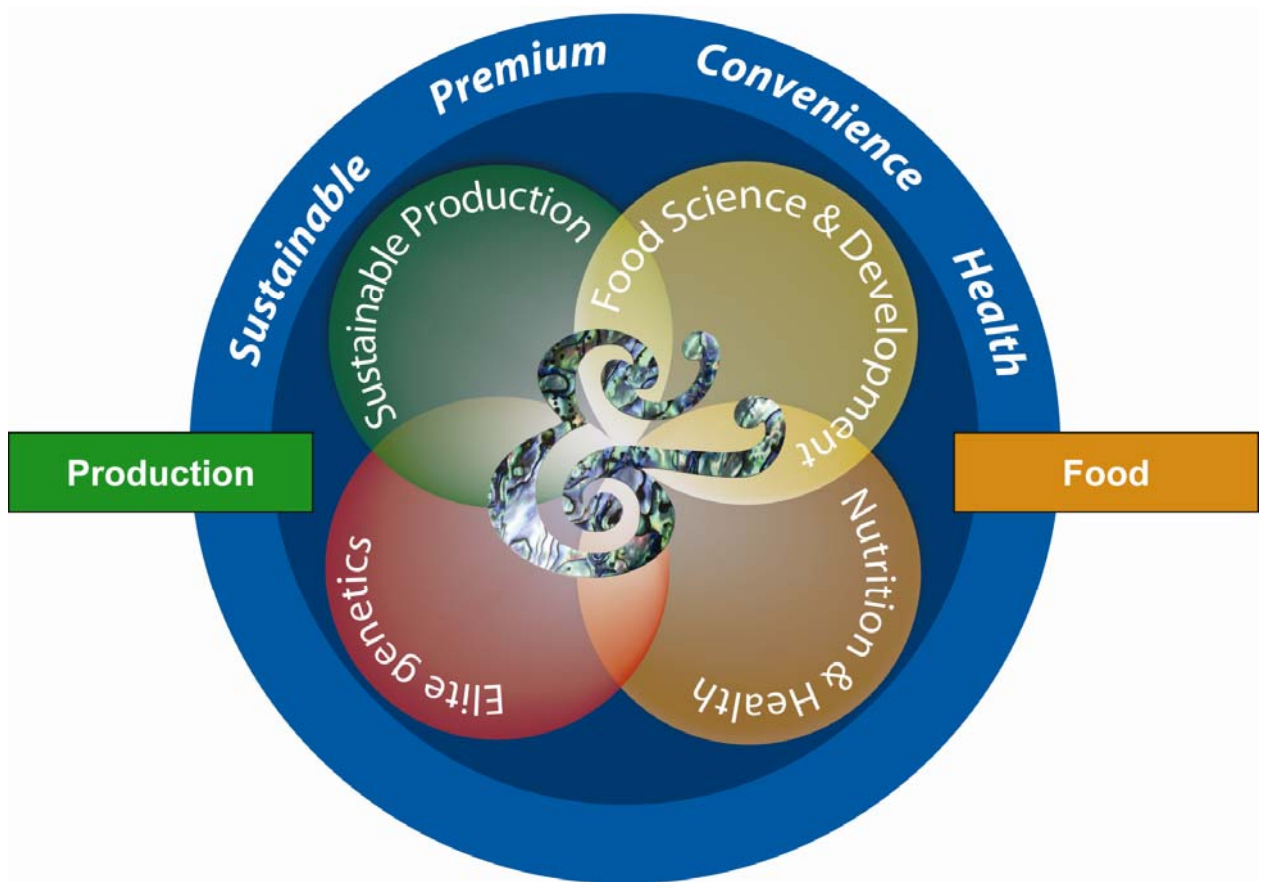 Sustainable
Premium
Convenience
Health
Sustainable Production
Food Science & Development
Production
Food
Elite genetics
Nutrition & Health
&